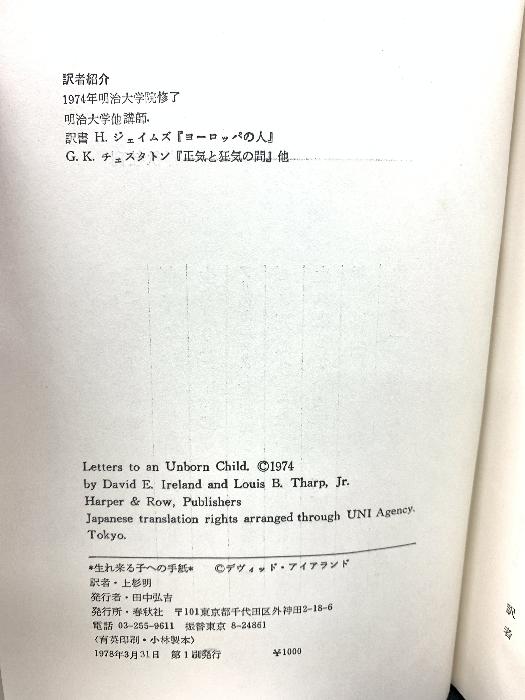 訳者紹介
1974年明治大学院修了
明治大学他講師.
訳書 H. ジェイムズ『ヨーロッパの人』
G. K. チェスタトン『正気と狂気の間』他
Letters to an Unborn Child. ©1974
by David E. Ireland and Louis B. Tharp, Jr.
Harper & Row, Publishers
Japanese translation rights arranged through UNI Agency.
Tokyo.
*生れ来る子への手紙* ©デヴィッド・アイアランド
訳者・上杉明
発行者・田中弘吉
発行所・春秋社 〒101東京都千代田区外神田2-18-6
電話 03-255-9611 振替東京 8-24861
〈有英印刷・小林製本〉
1978年3月31日 第1刷発行 ¥1000
訳者